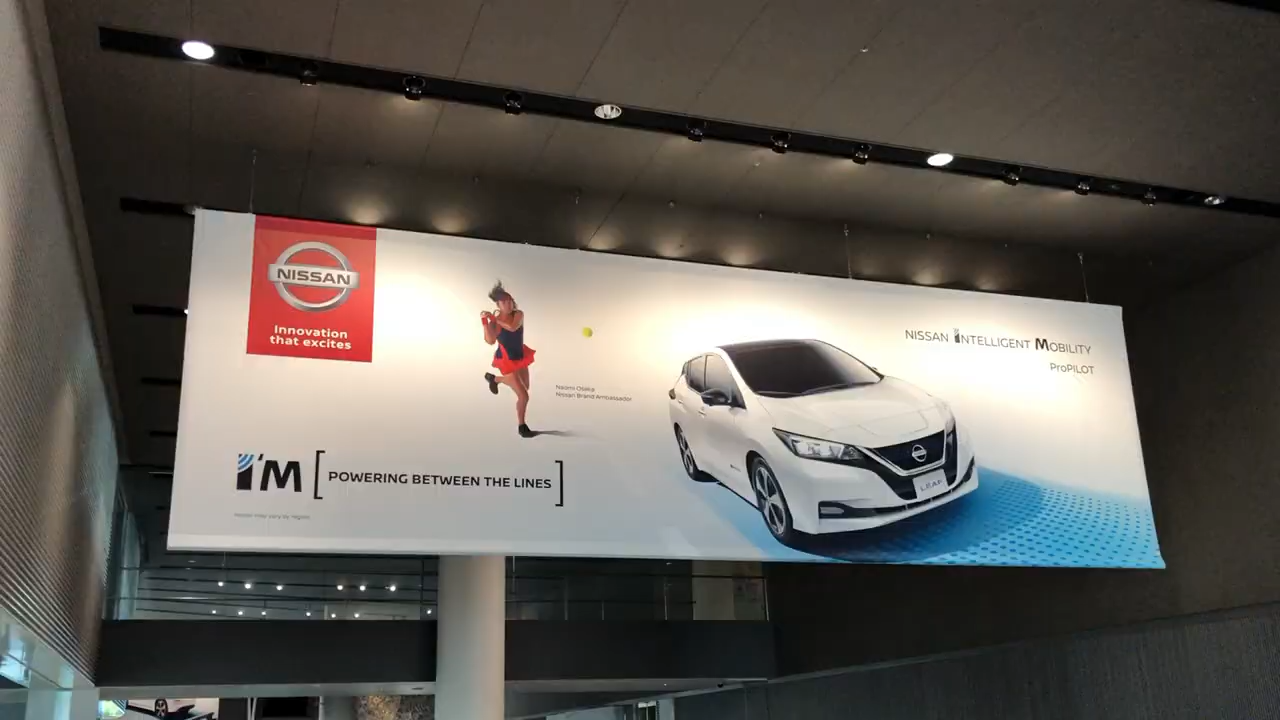 NISSAN
Innovation
that excites
NISSAN INTELLIGENT MOBILITY
ProPILOT
Naomi Osaka
Nissan Brand Ambassador
I'M [POWERING BETWEEN THE LINES]
LEAF